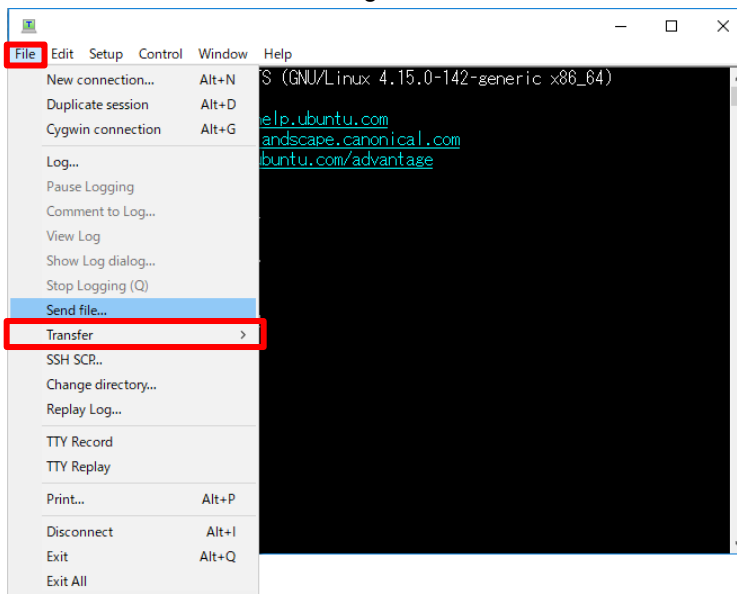 File Edit Setup Control Window Help
New connection... Alt+N
Duplicate session Alt+D
Cygwin connection Alt+G
Log...
Pause Logging
Comment to Log...
View Log
Show Log dialog...
Stop Logging (Q)
Send file...
Transfer >
SSH SCP...
Change directory...
Replay Log...
TTY Record
TTY Replay
Print... Alt+P
Disconnect Alt+I
Exit Alt+Q
Exit All
S (GNU/Linux 4.15.0-142-generic x86_64)
elp.ubuntu.com
andscape.canonical.com
buntu.com/advantage